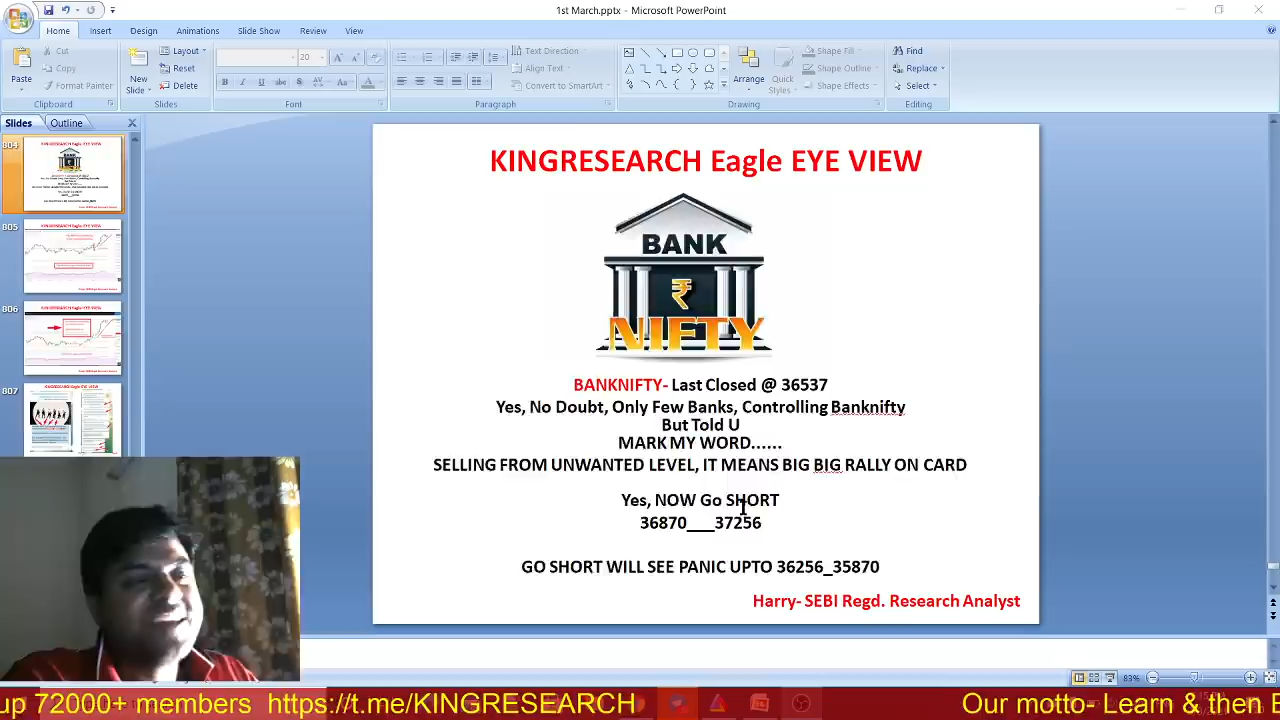 1st March.pptx - Microsoft PowerPoint
Home Insert Design Animations Slide Show Review View
Paste
Cut
Copy
Format Painter
Clipboard
New
Slide
Layout
Reset
Delete
Slides
20
Font
Text Direction
Align Text
Convert to SmartArt
Paragraph
Arrange
Quick
Styles
Shape Fill
Shape Outline
Shape Effects
Drawing
Find
Replace
Select
Editing
Slides Outline
804
805
806
807
KINGRESEARCH Eagle EYE VIEW
BANK
₹
NIFTY
BANKNIFTY- Last Closed @ 36537
Yes, No Doubt, Only Few Banks, Controlling Banknifty
But Told U
MARK MY WORD......
SELLING FROM UNWANTED LEVEL, IT MEANS BIG BIG RALLY ON CARD
Yes, NOW Go SHORT
36870___37256
GO SHORT WILL SEE PANIC UPTO 36256_35870
Harry- SEBI Regd. Research Analyst
83%
up 72000+ members https://t.me/KINGRESEARCH Our motto- Learn & then E